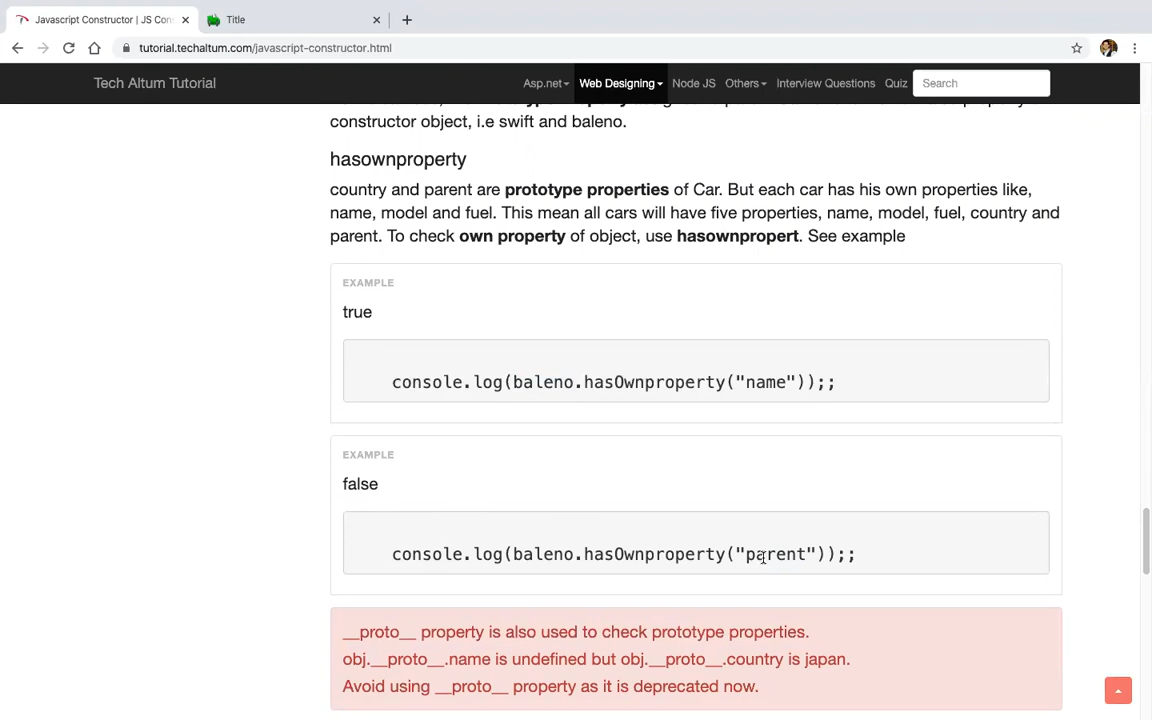 Javascript Constructor | JS Con
Title
tutorial.techaltum.com/javascript-constructor.html
Tech Altum Tutorial
Asp.net
Web Designing
Node JS
Others
Interview Questions
Quiz
Search
constructor object, i.e swift and baleno.
hasownproperty
country and parent are prototype properties of Car. But each car has his own properties like,
name, model and fuel. This mean all cars will have five properties, name, model, fuel, country and
parent. To check own property of object, use hasownpropert. See example
EXAMPLE
true
console.log(baleno.hasOwnproperty("name"));;
EXAMPLE
false
console.log(baleno.hasOwnproperty("parent"));;
__proto__ property is also used to check prototype properties.
obj.__proto__.name is undefined but obj.__proto__.country is japan.
Avoid using __proto__ property as it is deprecated now.